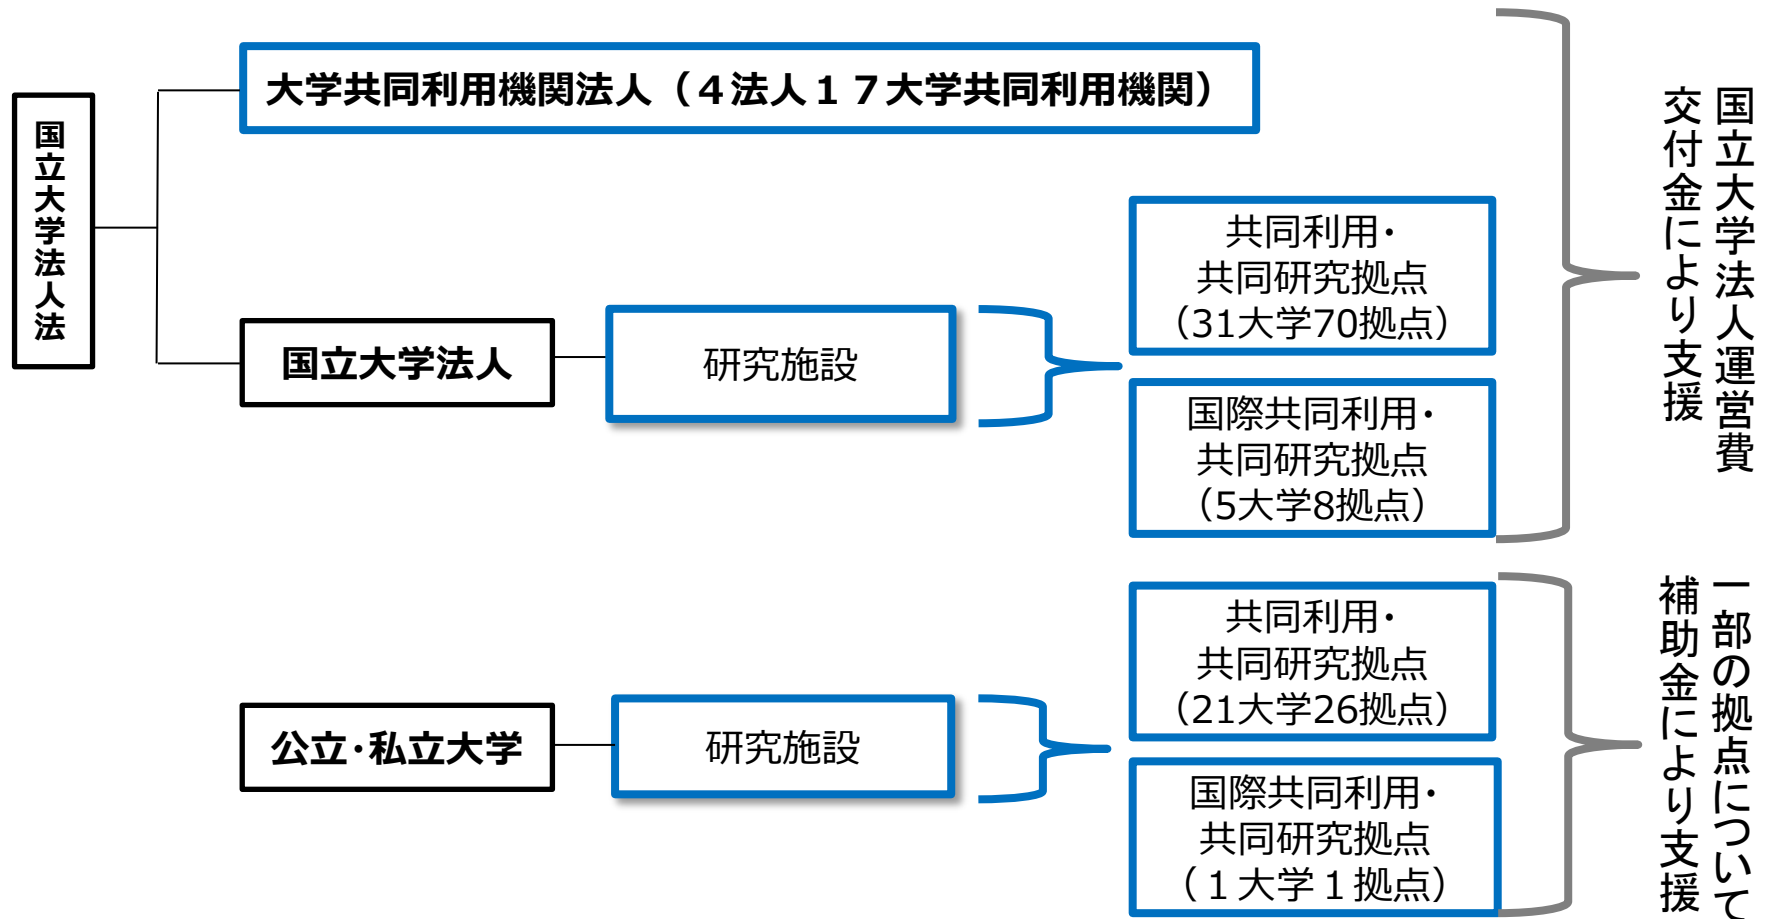 国立大学法人法
大学共同利用機関法人（４法人１７大学共同利用機関）
国立大学法人
研究施設
共同利用・
共同研究拠点
（31大学70拠点）
国際共同利用・
共同研究拠点
（5大学8拠点）
国立大学法人運営費
交付金により支援
公立・私立大学
研究施設
共同利用・
共同研究拠点
（21大学26拠点）
国際共同利用・
共同研究拠点
（１大学１拠点）
一部の拠点について
補助金により支援